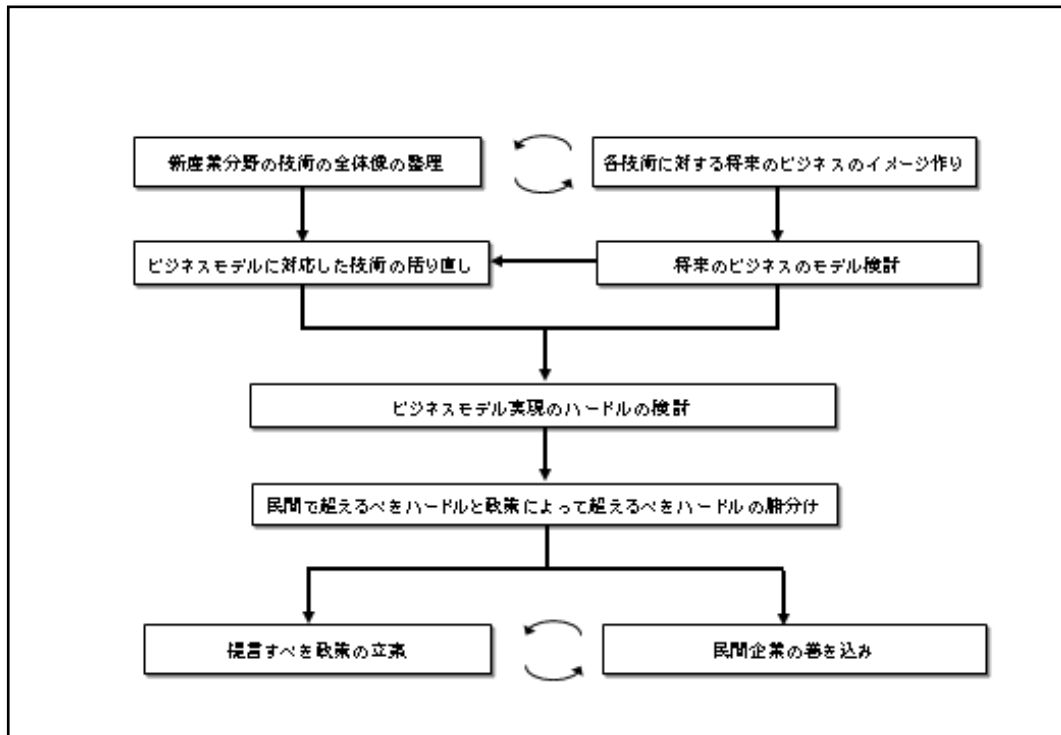 新産業分野の技術の全体像の整理
各技術に対する将来のビジネスのイメージ作り
ビジネスモデルに対応した技術の括り直し
将来のビジネスのモデル検討
ビジネスモデル実現のハードルの検討
民間で超えるべきハードルと政策によって超えるべきハードルの腑分け
提言すべき政策の立案
民間企業の巻き込み